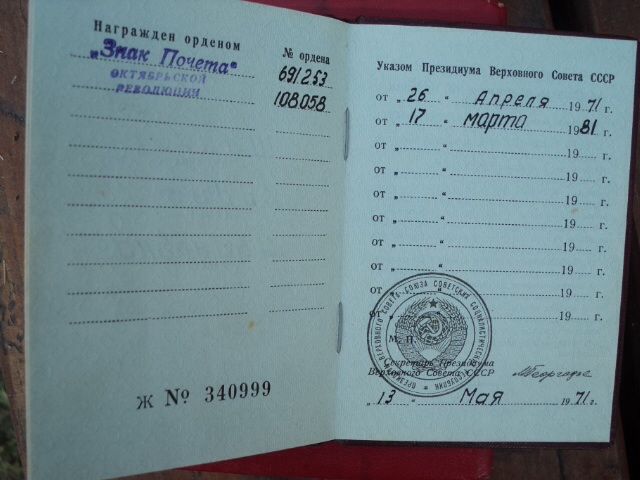 Награжден орденом
№ ордена
„Знак Почета“
691253
ОКТЯБРЬСКОЙ
РЕВОЛЮЦИИ
108058
Ж № 340999
Указом Президиума Верховного Совета СССР
от „26“ Апреля 1971 г.
от „17“ марта 1981 г.
от „ “ 19 г.
от „ “ 19 г.
от „ “ 19 г.
от „ “ 19 г.
от „ “ 19 г.
от „ “ 19 г.
от „ “ 19 г.
от „ “ 19 г.
М. П.
Секретарь Президиума
Верховного Совета СССР
„13“ Мая 1971 г.